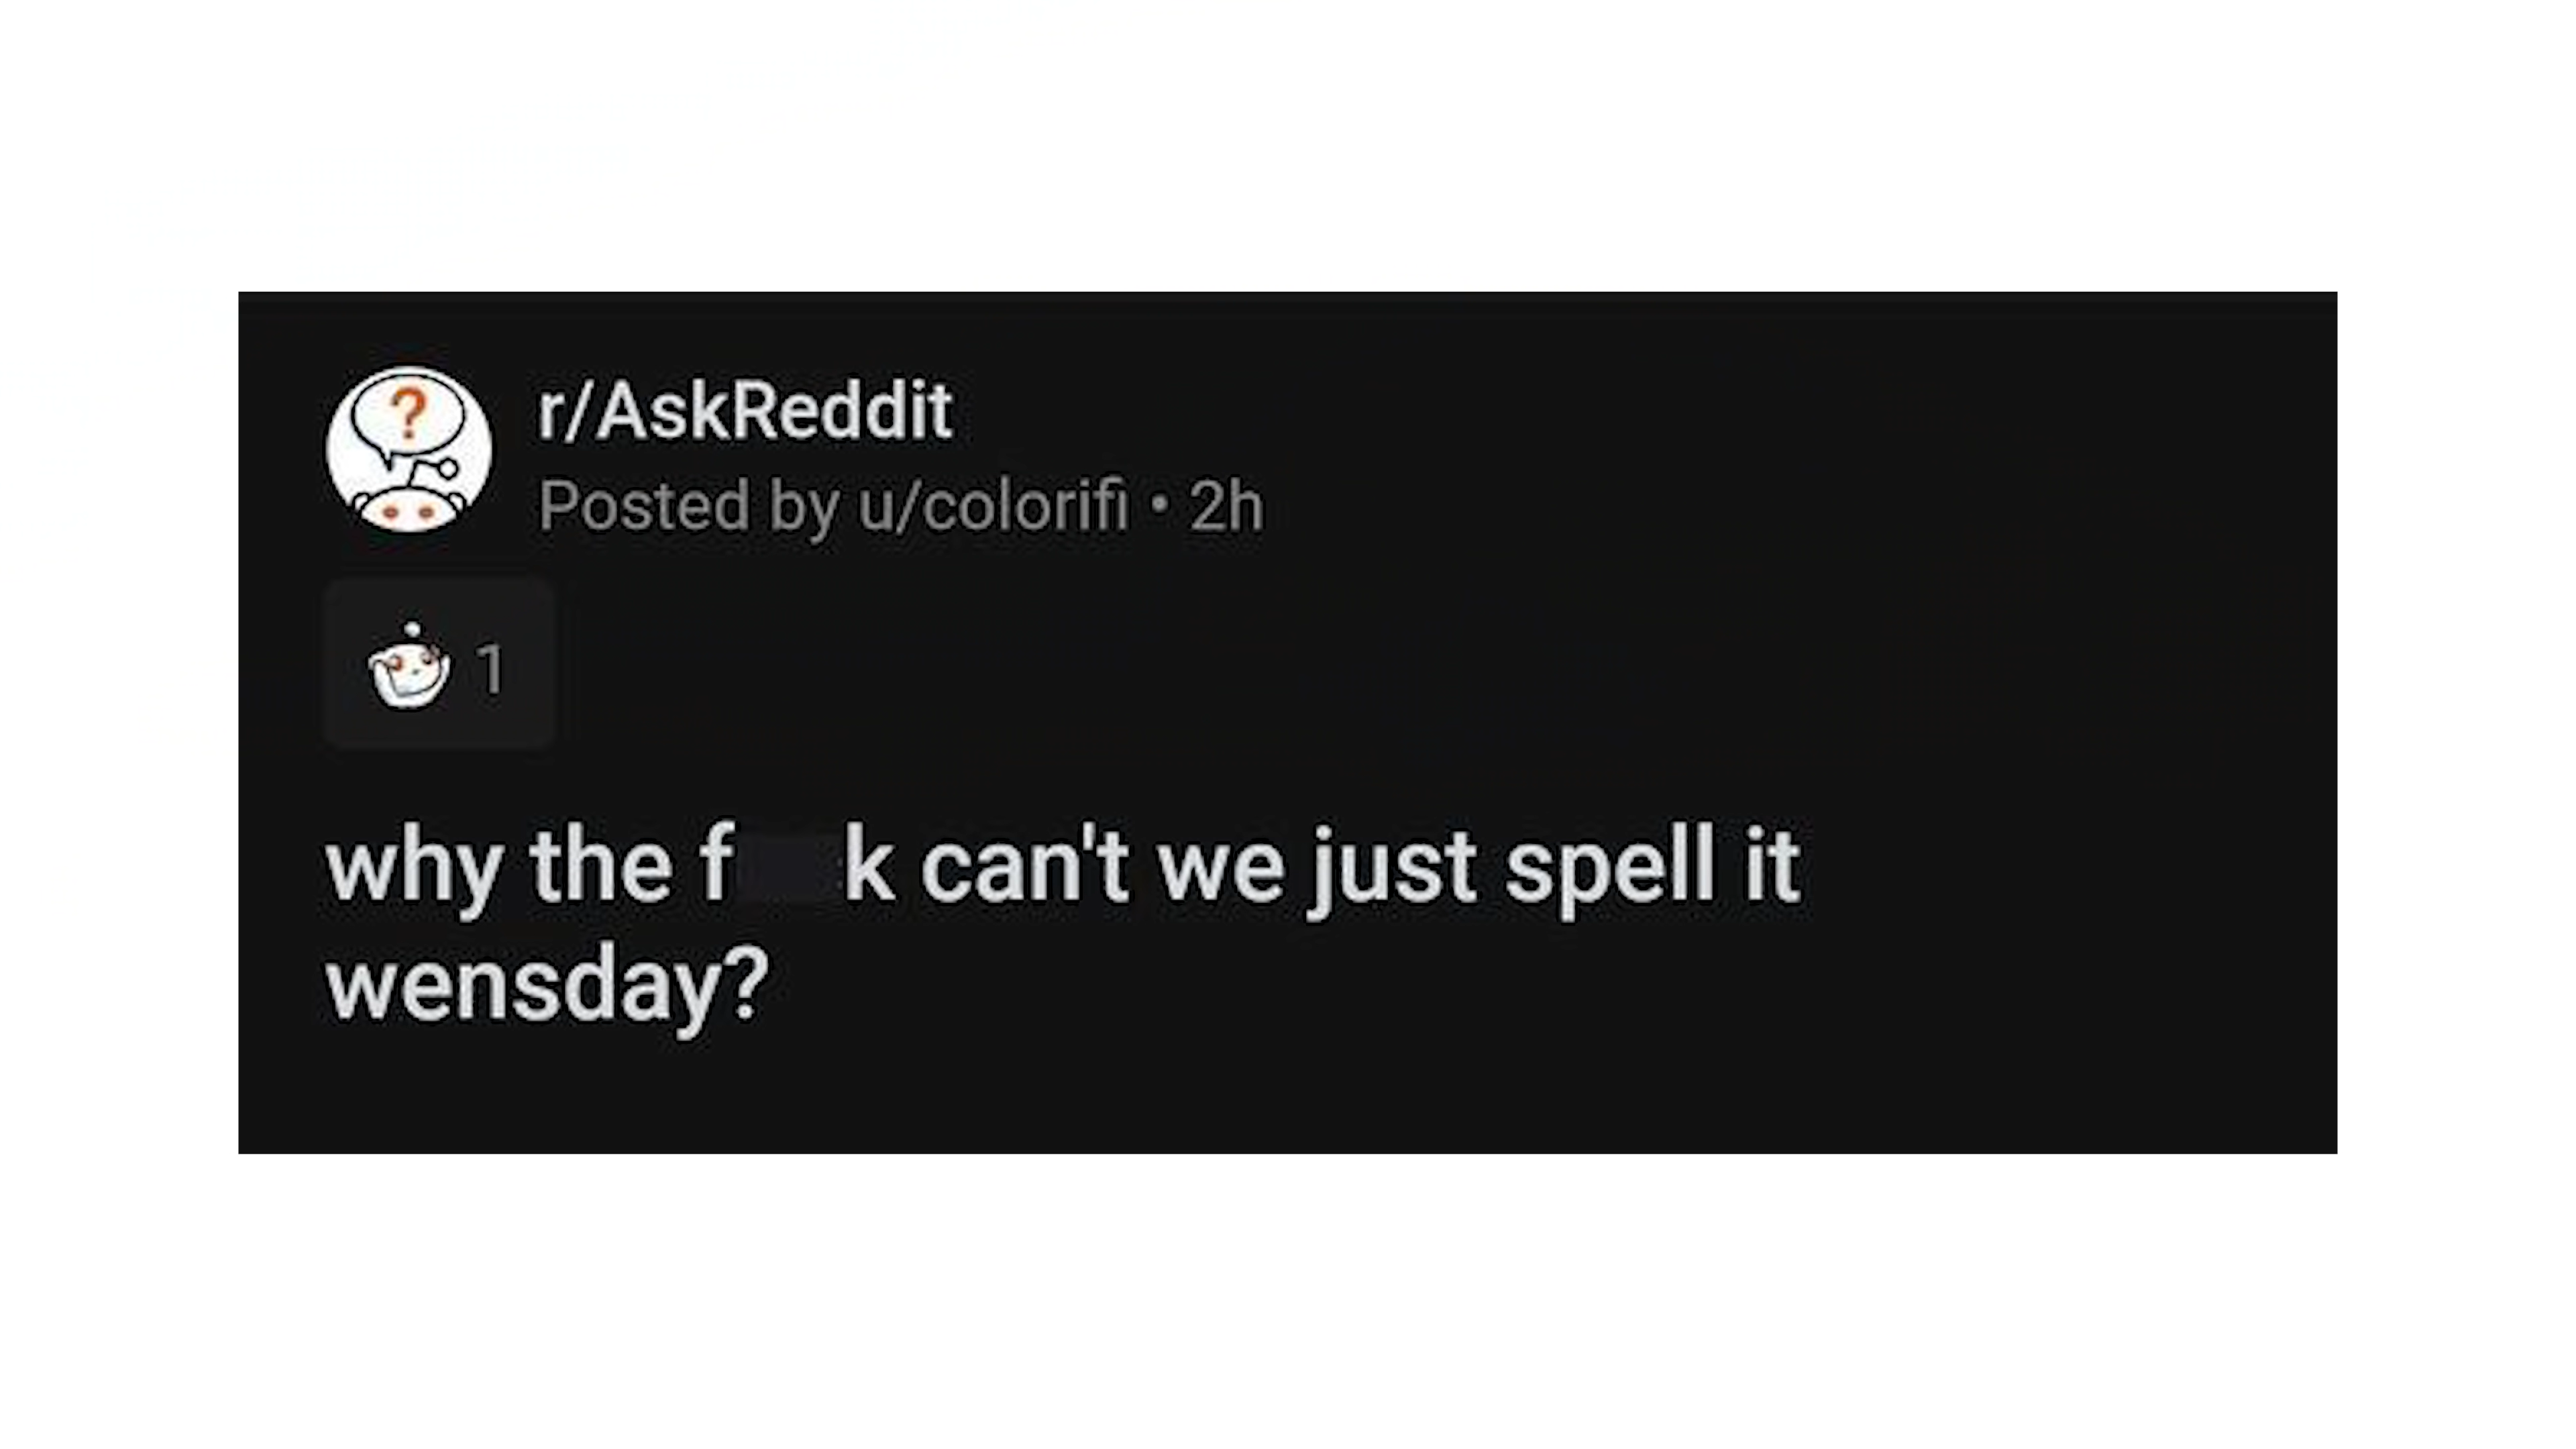 r/AskReddit
Posted by u/colorifi • 2h
1
why the f k can't we just spell it
wensday?